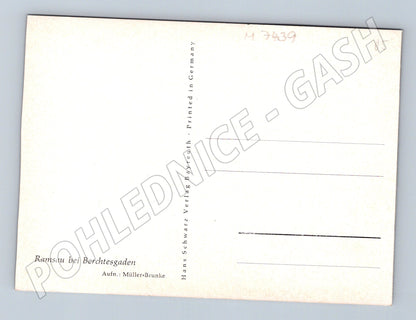 M 7439
Hans Schwarz Verlag Bayreuth · Printed in Germany
POHLEDNICE - GASH
Ramsau bei Berchtesgaden
Aufn.: Müller-Brunke